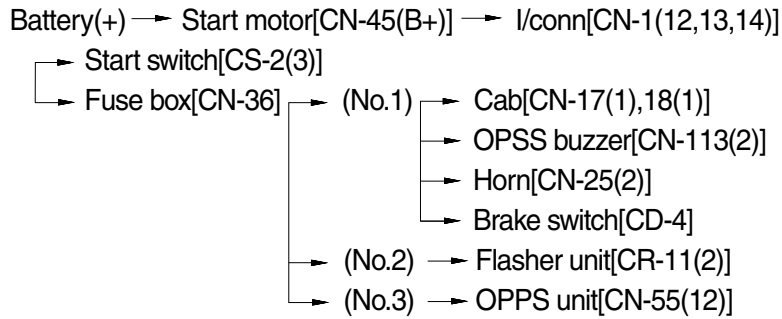 Battery(+) Start motor[CN-45(B+)] I/conn[CN-1(12,13,14)]
Start switch[CS-2(3)]
Fuse box[CN-36] (No.1) Cab[CN-17(1),18(1)]
OPSS buzzer[CN-113(2)]
Horn[CN-25(2)]
Brake switch[CD-4]
(No.2) Flasher unit[CR-11(2)]
(No.3) OPPS unit[CN-55(12)]